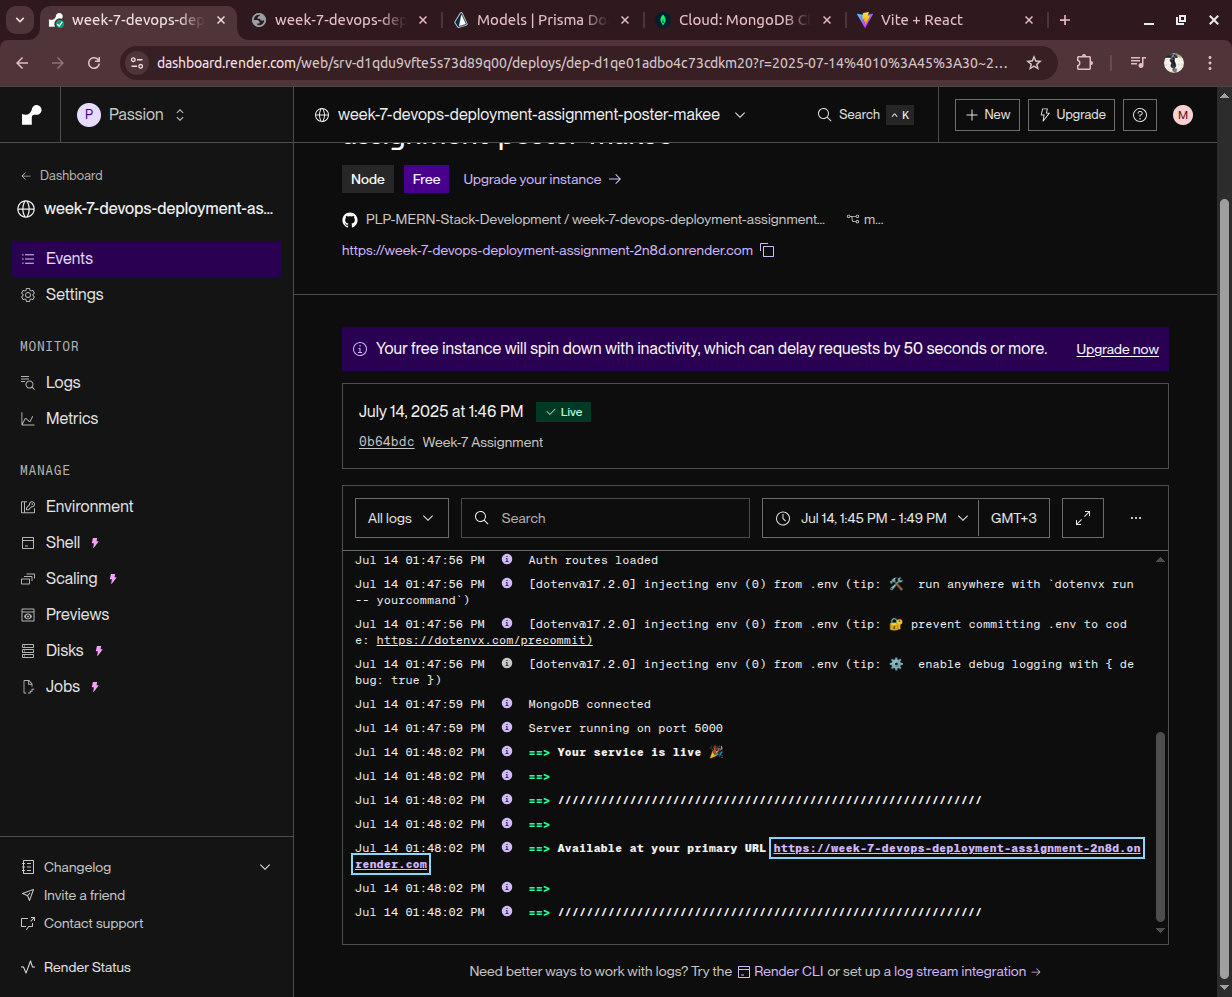 week-7-devops-dep
week-7-devops-dep
Models | Prisma Do
Cloud: MongoDB C
Vite + React
dashboard.render.com/web/srv-d1qdu9vfte5s73d89q00/deploys/dep-d1qe01adbo4c73cdkm20?r=2025-07-14%4010%3A45%3A30~2...
P Passion
week-7-devops-deployment-assignment-poster-makee
Search ^ K
+ New
Upgrade
M
assignment-poster-makee
Dashboard
week-7-devops-deployment-as...
Events
Settings
MONITOR
Logs
Metrics
MANAGE
Environment
Shell
Scaling
Previews
Disks
Jobs
Changelog
Invite a friend
Contact support
Render Status
Node Free Upgrade your instance →
PLP-MERN-Stack-Development / week-7-devops-deployment-assignment... m...
https://week-7-devops-deployment-assignment-2n8d.onrender.com
Your free instance will spin down with inactivity, which can delay requests by 50 seconds or more. Upgrade now
July 14, 2025 at 1:46 PM ✓ Live
0b64bdc Week-7 Assignment
All logs Search Jul 14, 1:45 PM - 1:49 PM GMT+3 ...
Jul 14 01:47:56 PM Auth routes loaded
Jul 14 01:47:56 PM [dotenv@17.2.0] injecting env (0) from .env (tip: 🛠️ run anywhere with `dotenvx run
-- yourcommand`)
Jul 14 01:47:56 PM [dotenv@17.2.0] injecting env (0) from .env (tip: 🔐 prevent committing .env to cod
e: https://dotenvx.com/precommit)
Jul 14 01:47:56 PM [dotenv@17.2.0] injecting env (0) from .env (tip: ⚙️ enable debug logging with { de
bug: true })
Jul 14 01:47:59 PM MongoDB connected
Jul 14 01:47:59 PM Server running on port 5000
Jul 14 01:48:02 PM ==> Your service is live 🎉
Jul 14 01:48:02 PM ==>
Jul 14 01:48:02 PM ==> ///////////////////////////////////////////////////////////
Jul 14 01:48:02 PM ==>
Jul 14 01:48:02 PM ==> Available at your primary URL https://week-7-devops-deployment-assignment-2n8d.on
render.com
Jul 14 01:48:02 PM ==>
Jul 14 01:48:02 PM ==> ///////////////////////////////////////////////////////////
Need better ways to work with logs? Try the Render CLI or set up a log stream integration →